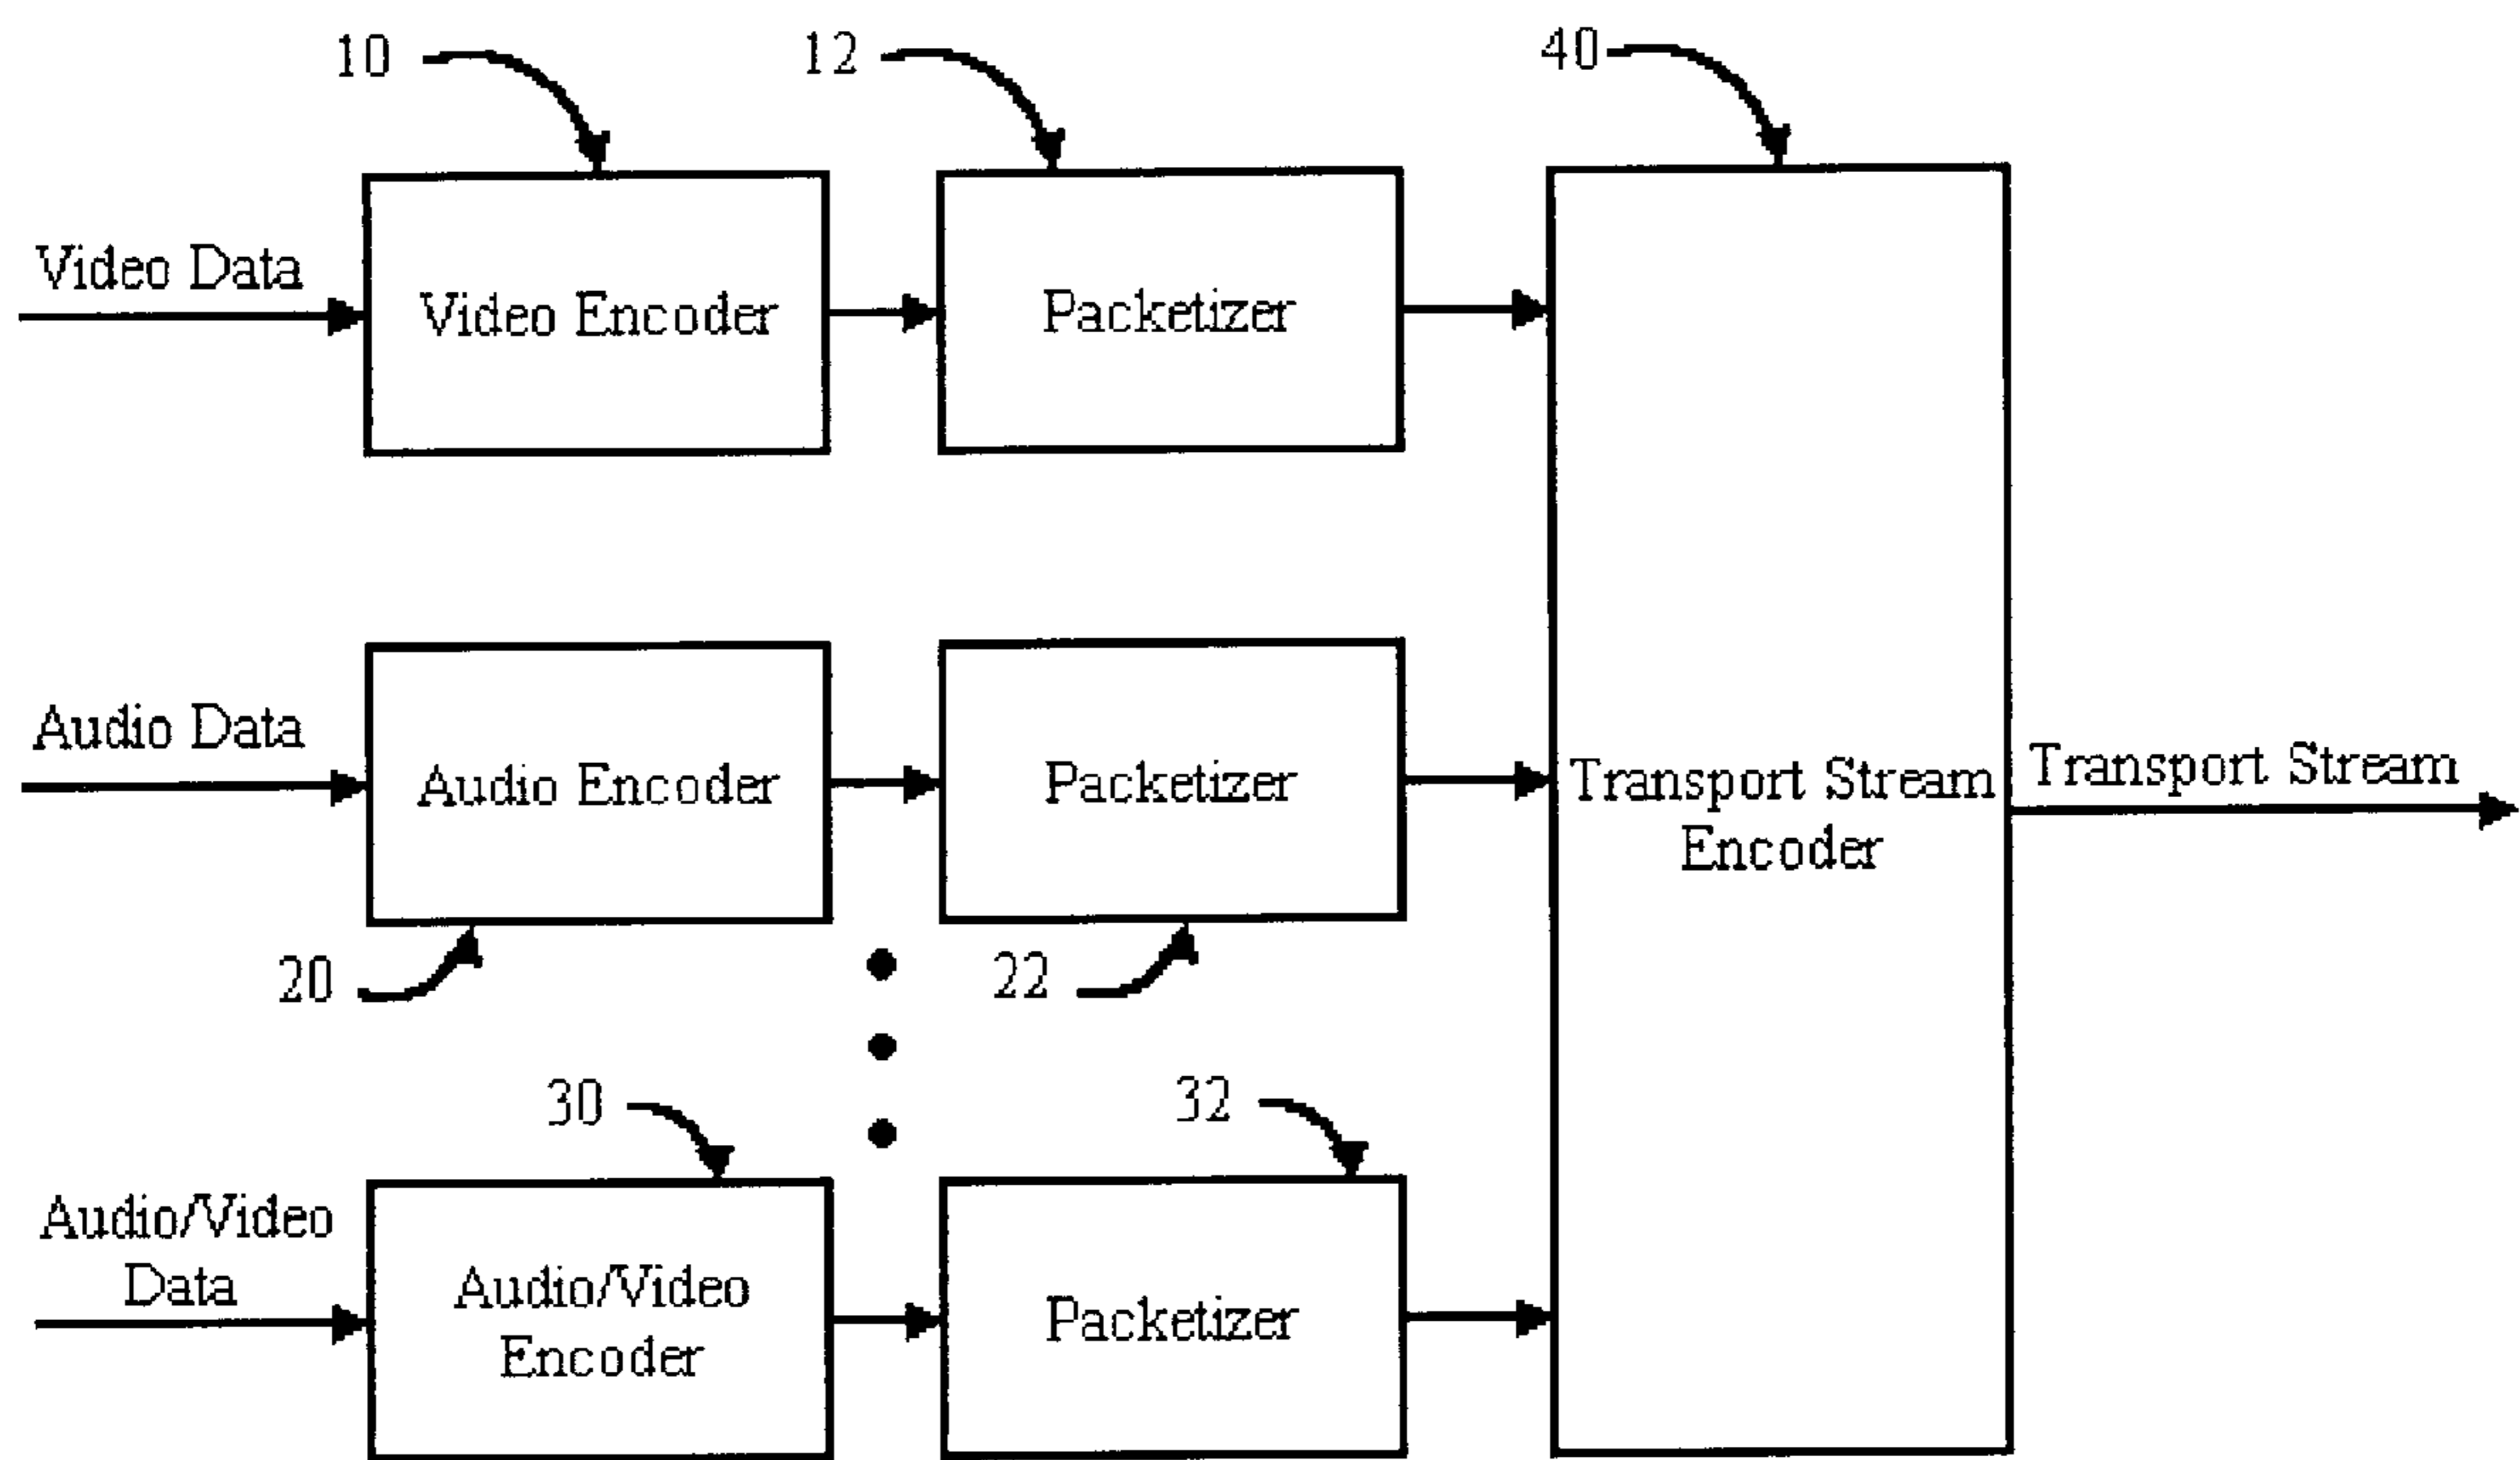 10
12
40
Video Data
Video Encoder
Packetizer
Audio Data
Audio Encoder
Packetizer
Transport Stream
Encoder
Transport Stream
20
22
30
32
Audio/Video
Data
Audio/Video
Encoder
Packetizer